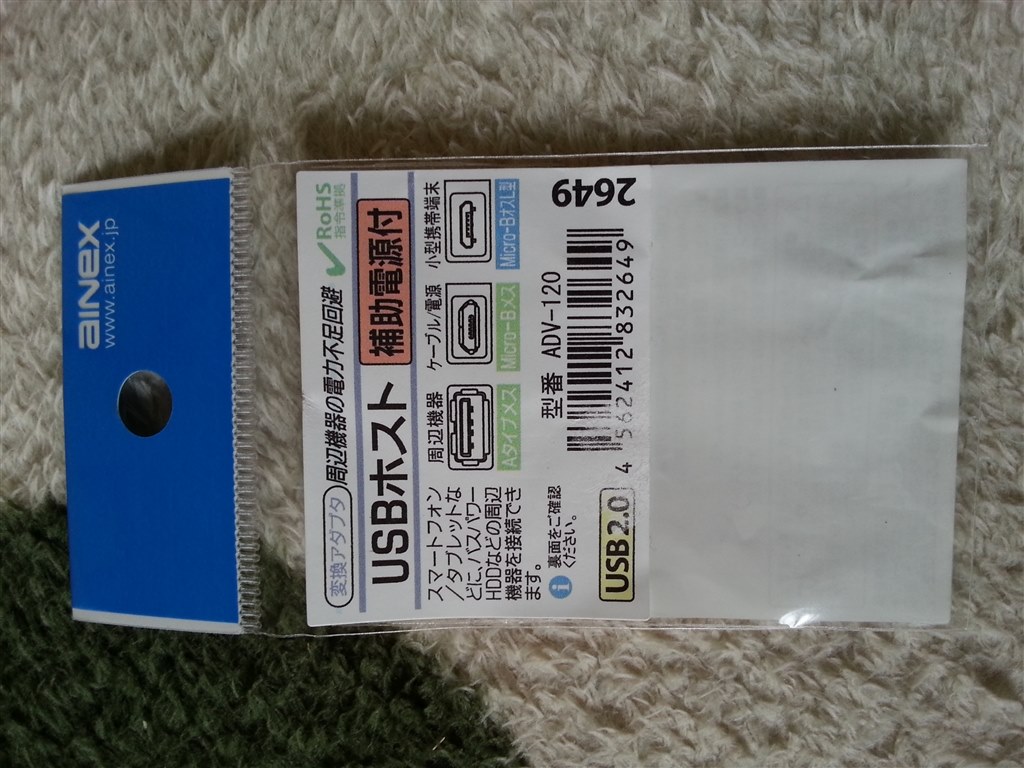 aınex
www.ainex.jp
変換アダプタ 周辺機器の電力不足回避
RoHS
指令準拠
USBホスト 補助電源付
スマートフォン
／タブレットな
どに、バスパワー
HDDなどの周辺
機器を接続でき
ます。
i 裏面をご確認
ください。
USB2.0
周辺機器 ケーブル/電源 小型携帯端末
Aタイプメス Micro-Bメス Micro-BオスL型
型番 ADV-120
4 562412 832649
2649